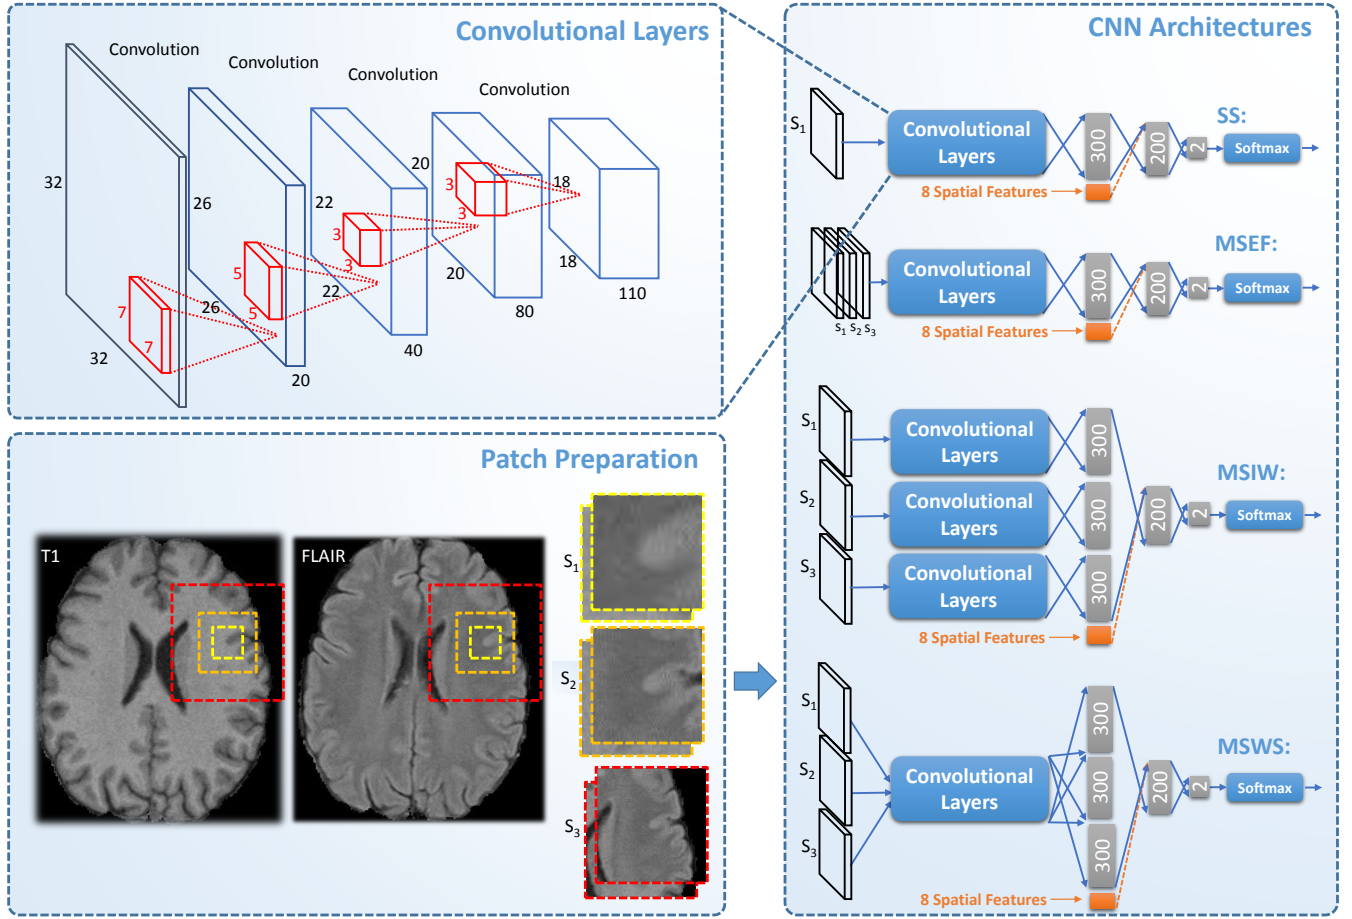 Convolutional Layers
Convolution
Convolution
Convolution
Convolution
32
32
7
7
26
26
20
5
5
22
22
40
3
3
20
20
80
3
3
18
18
110
Patch Preparation
T1
FLAIR
S1
S2
S3
CNN Architectures
SS:
S1
Convolutional
Layers
300
200
2
Softmax
8 Spatial Features
MSEF:
S1 S2 S3
Convolutional
Layers
300
200
2
Softmax
8 Spatial Features
MSIW:
S1
Convolutional
Layers
300
S2
Convolutional
Layers
300
200
2
Softmax
S3
Convolutional
Layers
300
8 Spatial Features
MSWS:
S1
S2
S3
Convolutional
Layers
300
300
300
200
2
Softmax
8 Spatial Features